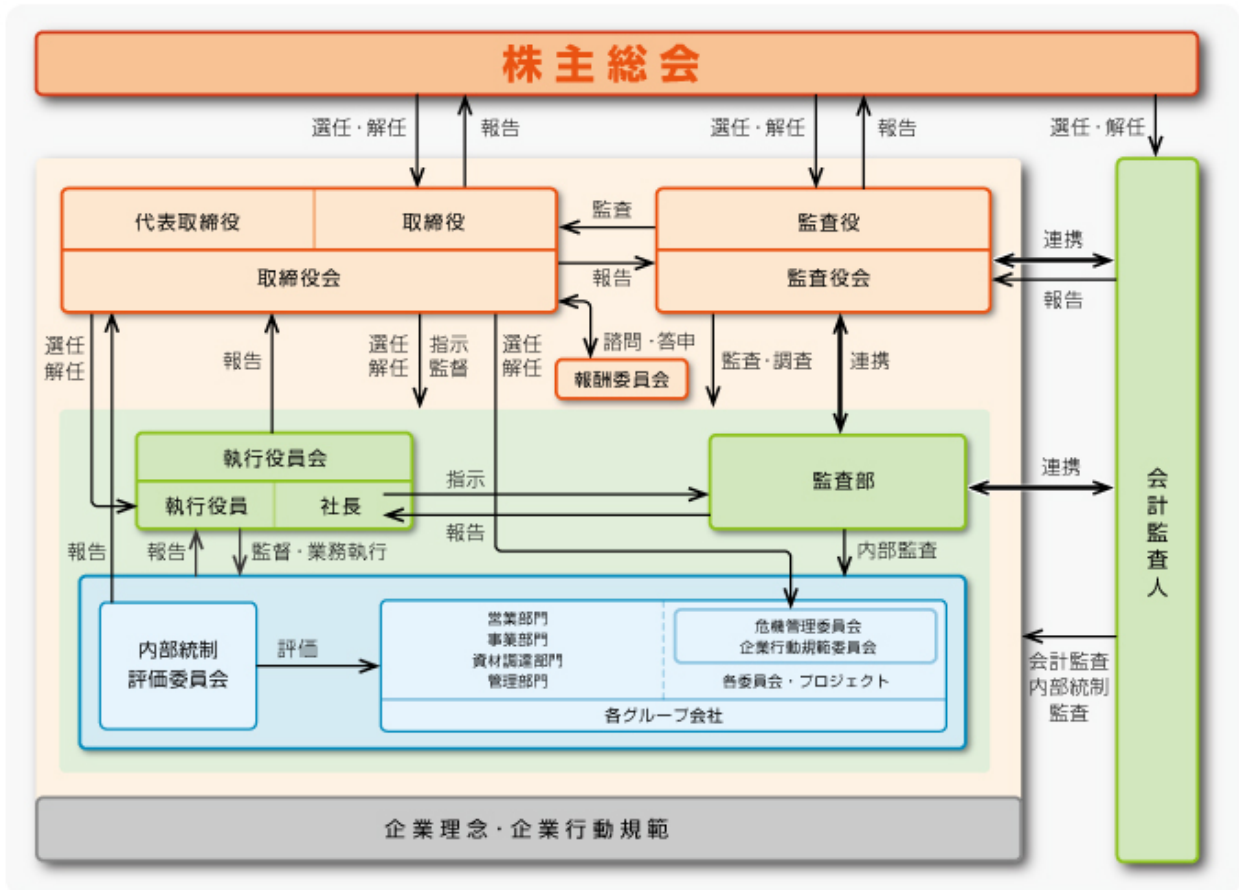 株主総会
選任・解任
報告
選任・解任
報告
選任・解任
代表取締役
取締役
監査
監査役
連携
取締役会
報告
監査役会
報告
選任
解任
報告
選任
解任
指示
監督
選任
解任
諮問・答申
報酬委員会
監査・調査
連携
執行役員会
執行役員
社長
指示
報告
監査部
連携
会計監査人
報告
報告
監督・業務執行
内部監査
内部統制
評価委員会
評価
営業部門
事業部門
資材調達部門
管理部門
危機管理委員会
企業行動規範委員会
各委員会・プロジェクト
各グループ会社
会計監査
内部統制
監査
企業理念・企業行動規範